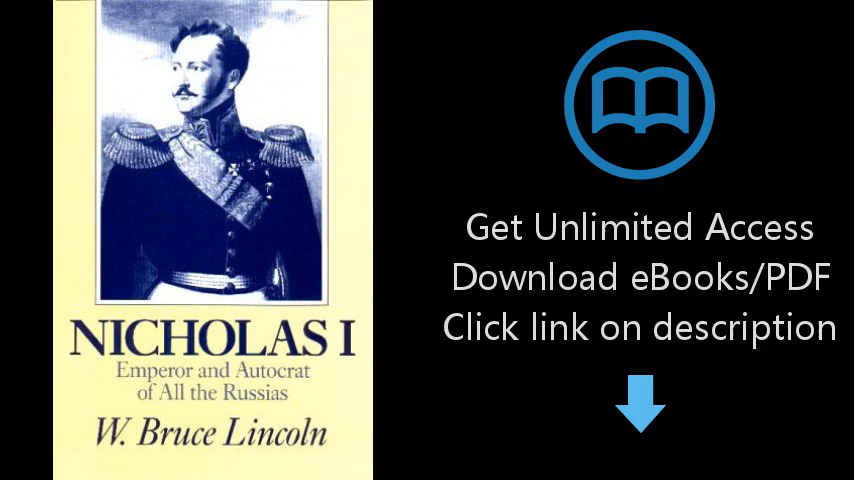 NICHOLAS I
Emperor and Autocrat
of All the Russias
W. Bruce Lincoln
Get Unlimited Access
Download eBooks/PDF
Click link on description